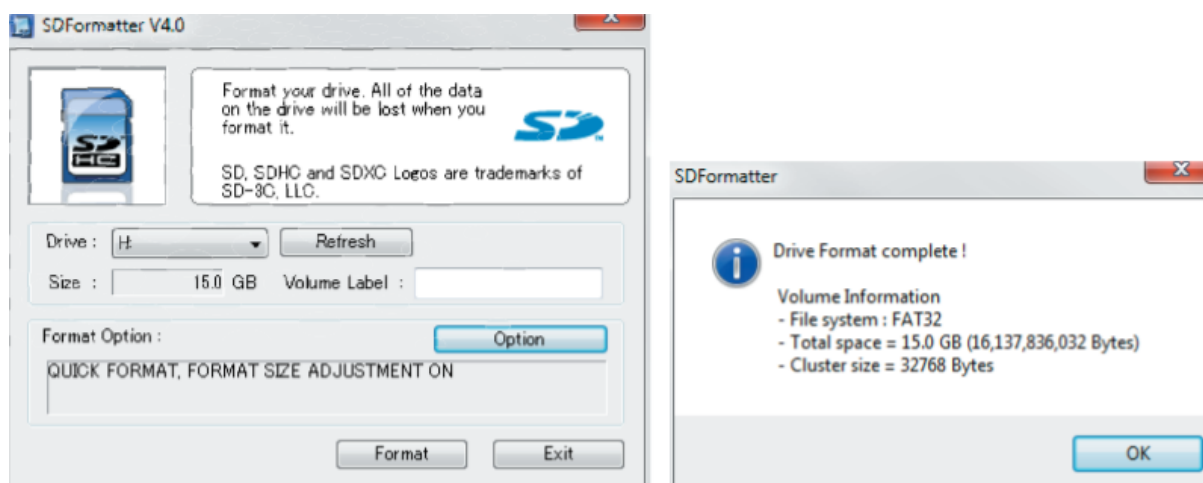 SDFormatter V4.0
Format your drive. All of the data
on the drive will be lost when you
format it.
SD, SDHC and SDXC Logos are trademarks of
SD-3C, LLC.
SD
HC
SD
Drive :
H:
Refresh
Size :
15.0 GB
Volume Label :
Format Option :
Option
QUICK FORMAT, FORMAT SIZE ADJUSTMENT ON
Format
Exit
SDFormatter
Drive Format complete !
Volume Information
- File system : FAT32
- Total space = 15.0 GB (16,137,836,032 Bytes)
- Cluster size = 32768 Bytes
OK